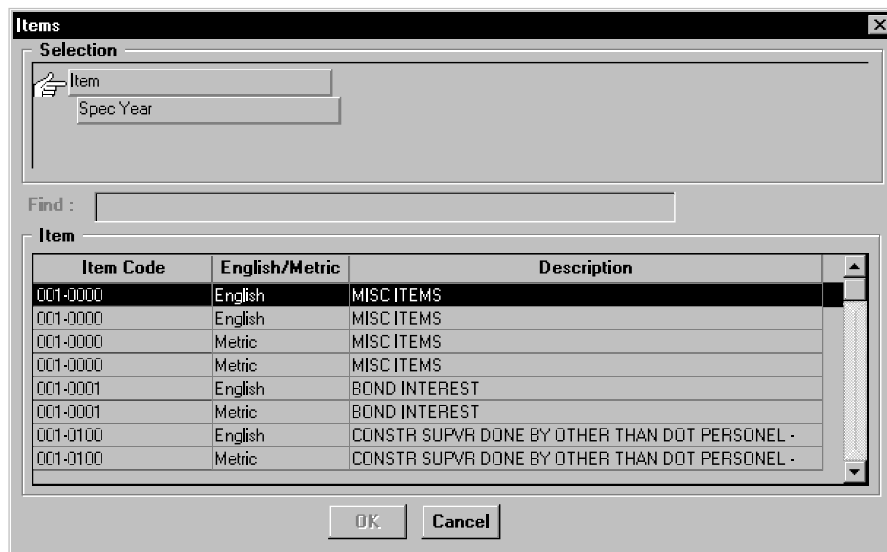 Items
Selection
Item
Spec Year
Find :
Item
Item Code English/Metric Description
001-0000 English MISC ITEMS
001-0000 English MISC ITEMS
001-0000 Metric MISC ITEMS
001-0000 Metric MISC ITEMS
001-0001 English BOND INTEREST
001-0001 Metric BOND INTEREST
001-0100 English CONSTR SUPVR DONE BY OTHER THAN DOT PERSONEL -
001-0100 Metric CONSTR SUPVR DONE BY OTHER THAN DOT PERSONEL -
OK Cancel